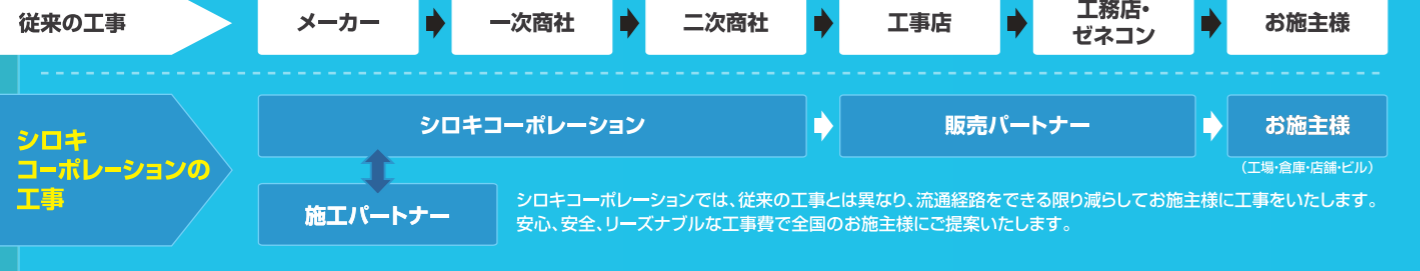 従来の工事
メーカー
一次商社
二次商社
工事店
工務店・
ゼネコン
お施主様
シロキ
コーポレーションの
工事
シロキコーポレーション
販売パートナー
お施主様
(工場・倉庫・店舗・ビル)
施工パートナー
シロキコーポレーションでは、従来の工事とは異なり、流通経路をできる限り減らしてお施主様に工事をいたします。
安心、安全、リーズナブルな工事費で全国のお施主様にご提案いたします。